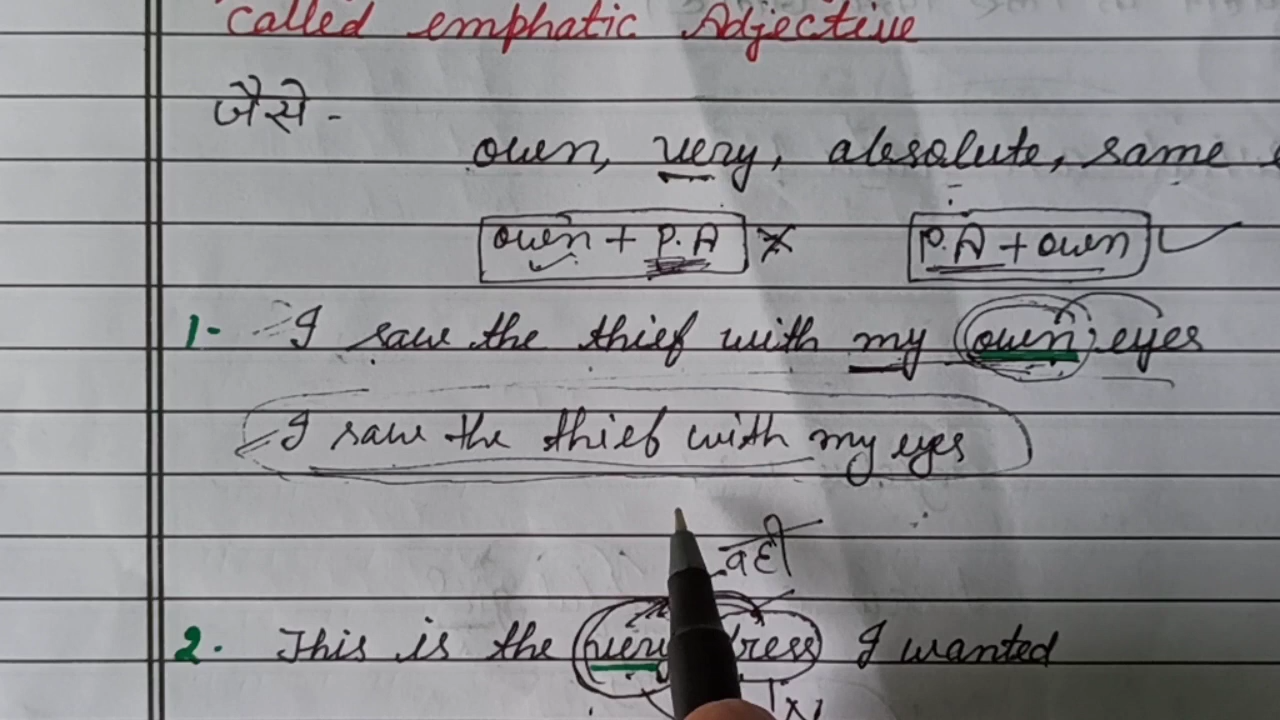 called emphatic Adjective
जैसे -
own, very, absolute, same
own + P.A × P.A + own ✓
1- I saw the thief with my own eyes
I saw the thief with my eyes
वही
2. This is the very dress I wanted